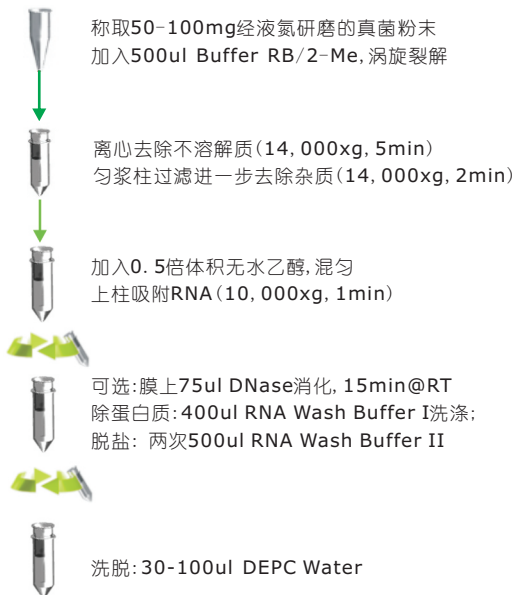 称取50-100mg经液氮研磨的真菌粉末
加入500ul Buffer RB/2-Me,涡旋裂解
离心去除不溶解质(14,000xg,5min)
匀浆柱过滤进一步去除杂质(14,000xg,2min)
加入0.5倍体积无水乙醇,混匀
上柱吸附RNA(10,000xg,1min)
可选:膜上75ul DNase消化,15min@RT
除蛋白质:400ul RNA Wash Buffer I洗涤;
脱盐: 两次500ul RNA Wash Buffer II
洗脱:30-100ul DEPC Water